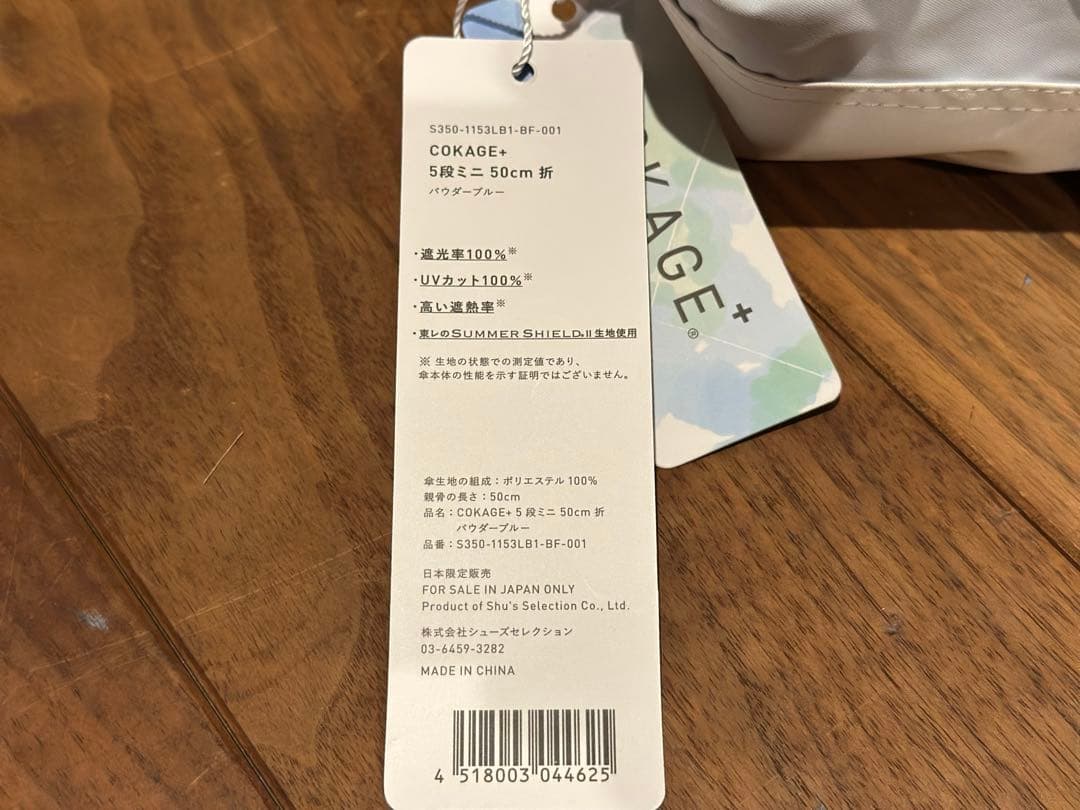 S350-1153LB1-BF-001
COKAGE+
5段ミニ 50cm 折
パウダーブルー
・遮光率100%※
・UVカット100%※
・高い遮熱率※
・東レのSUMMER SHIELD®II生地使用
※ 生地の状態での測定値であり、
傘本体の性能を示す証明ではございません。
傘生地の組成：ポリエステル 100%
親骨の長さ：50cm
品名：COKAGE+ 5 段ミニ 50cm 折
パウダーブルー
品番：S350-1153LB1-BF-001
日本限定販売
FOR SALE IN JAPAN ONLY
Product of Shu's Selection Co., Ltd.
株式会社シューズセレクション
03-6459-3282
MADE IN CHINA
4 518003 044625
OKAGE+®